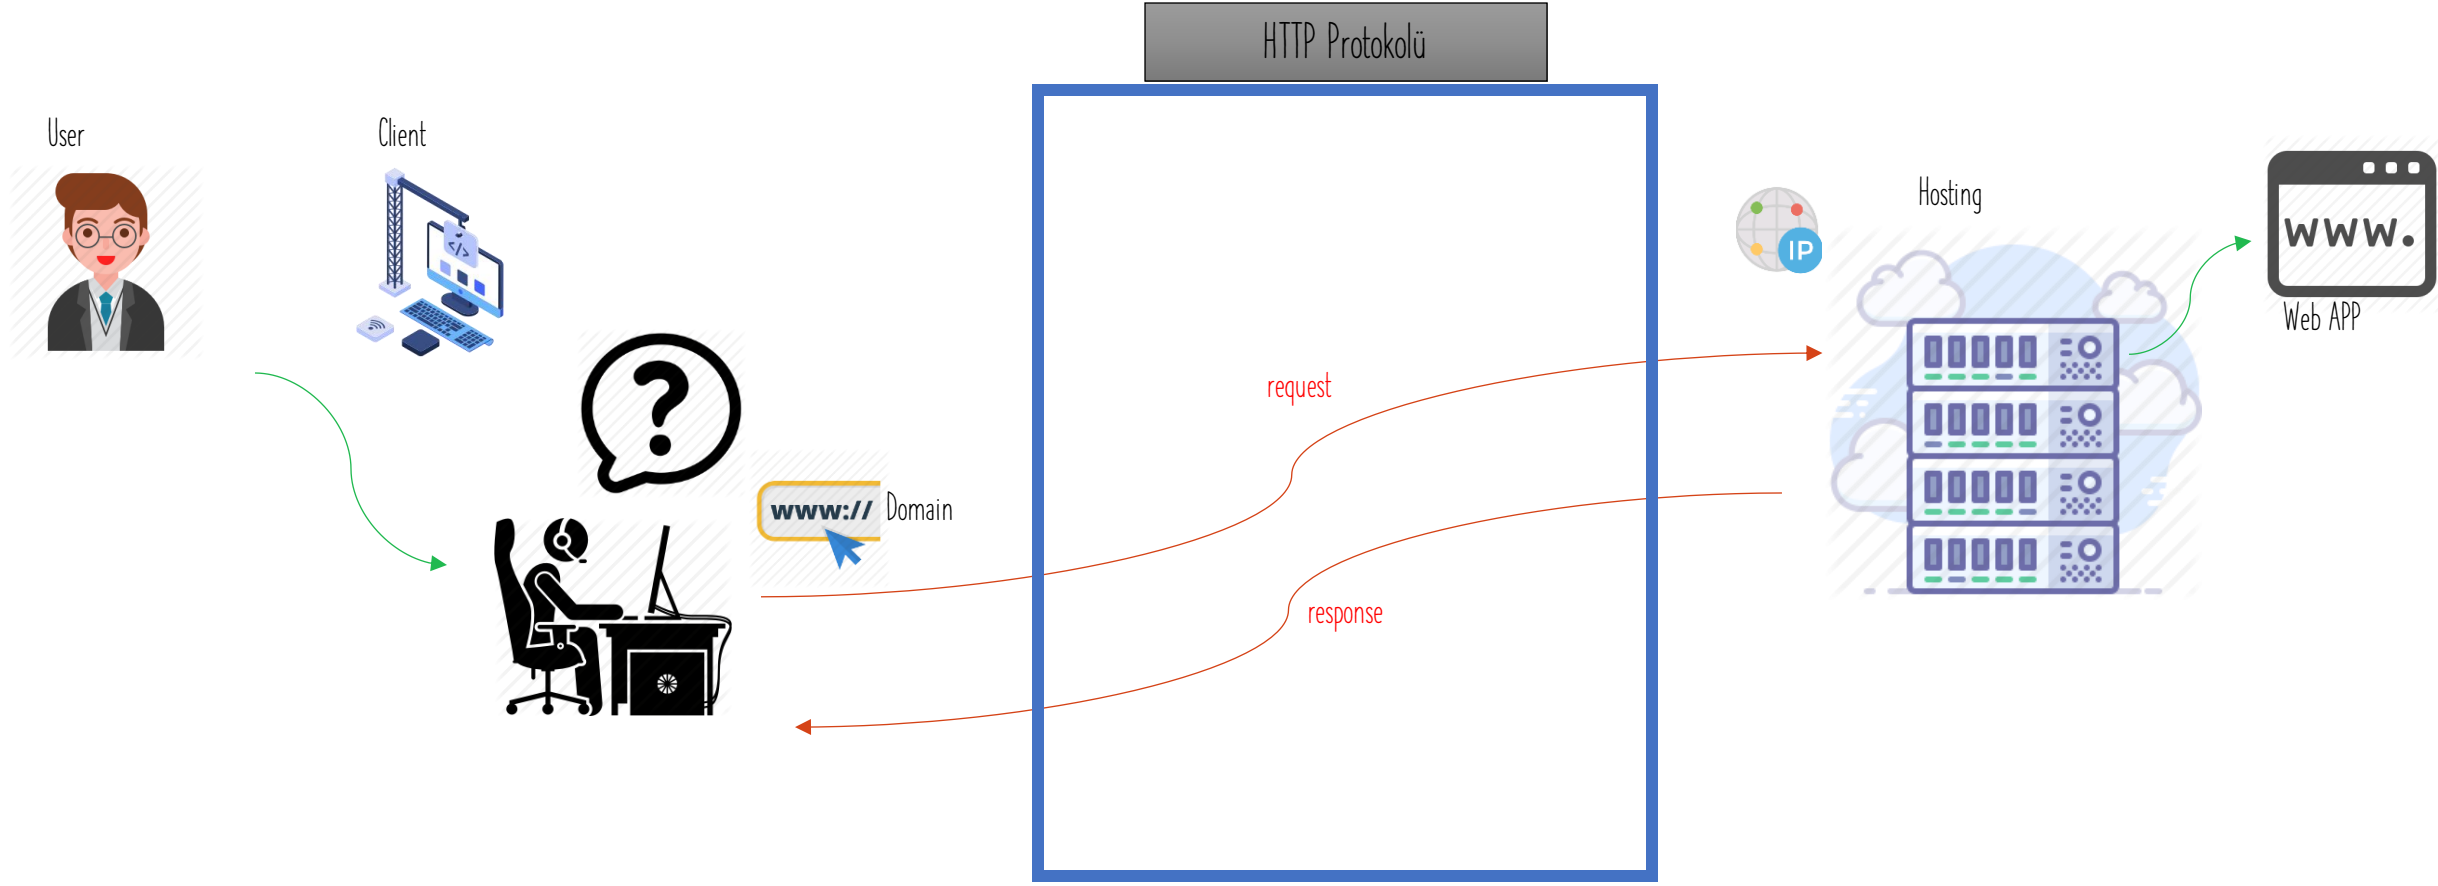 HTTP Protokolü
User
Client
Hosting
IP
www.
Web APP
request
www://
Domain
response